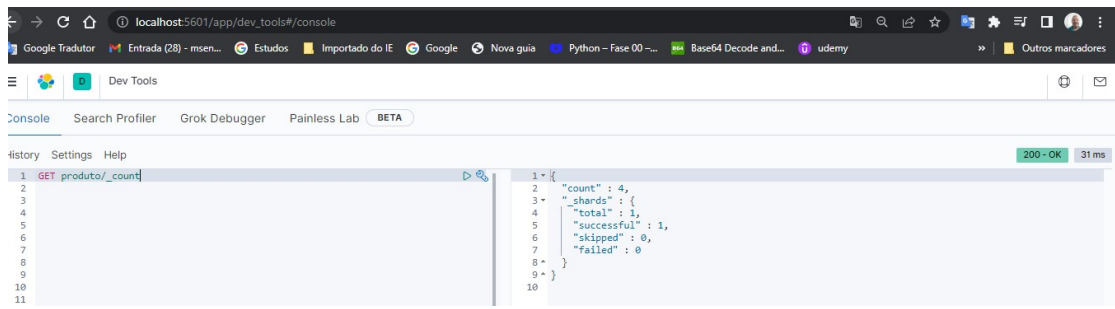 localhost:5601/app/dev_tools#/console
Google Tradutor Entrada (28) - msen... Estudos Importado do IE Google Nova guia Python – Fase 00 –... Base64 Decode and... udemy » Outros marcadores
D Dev Tools
Console Search Profiler Grok Debugger Painless Lab BETA
History Settings Help 200 - OK 31 ms
1 GET produto/_count
2
3
4
5
6
7
8
9
10
11
1 {
2 "count" : 4,
3 "_shards" : {
4 "total" : 1,
5 "successful" : 1,
6 "skipped" : 0,
7 "failed" : 0
8 }
9 }
10